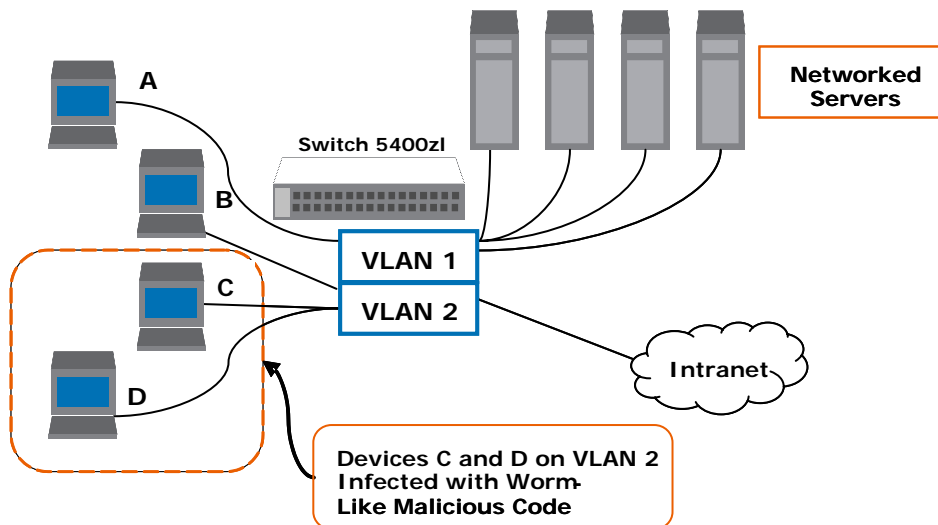 A
Networked
Servers
Switch 5400zl
B
VLAN 1
C
VLAN 2
Intranet
D
Devices C and D on VLAN 2
Infected with Worm-
Like Malicious Code